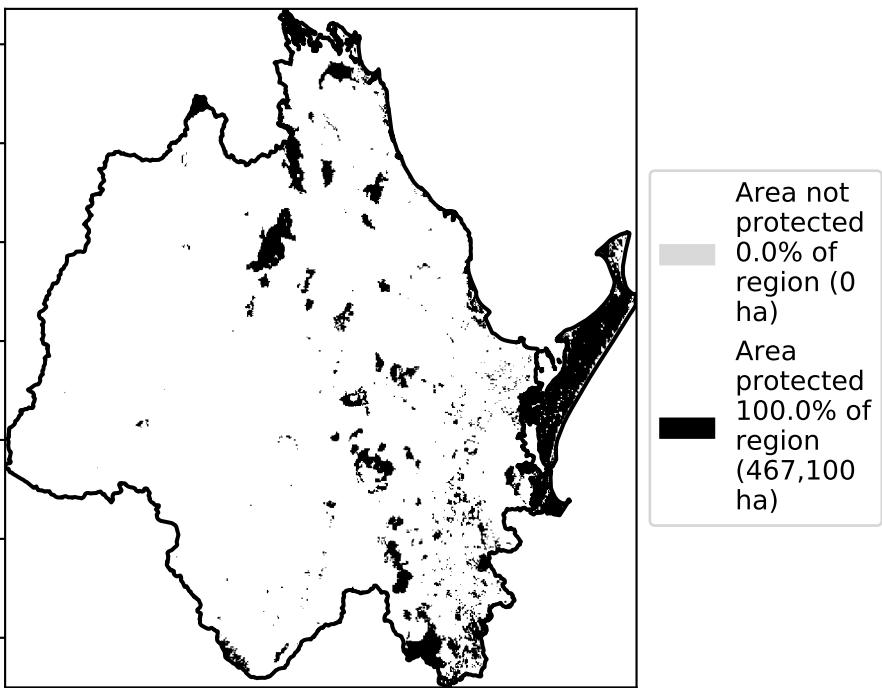 Area not
protected
0.0% of
region (0
ha)
Area
protected
100.0% of
region
(467,100
ha)